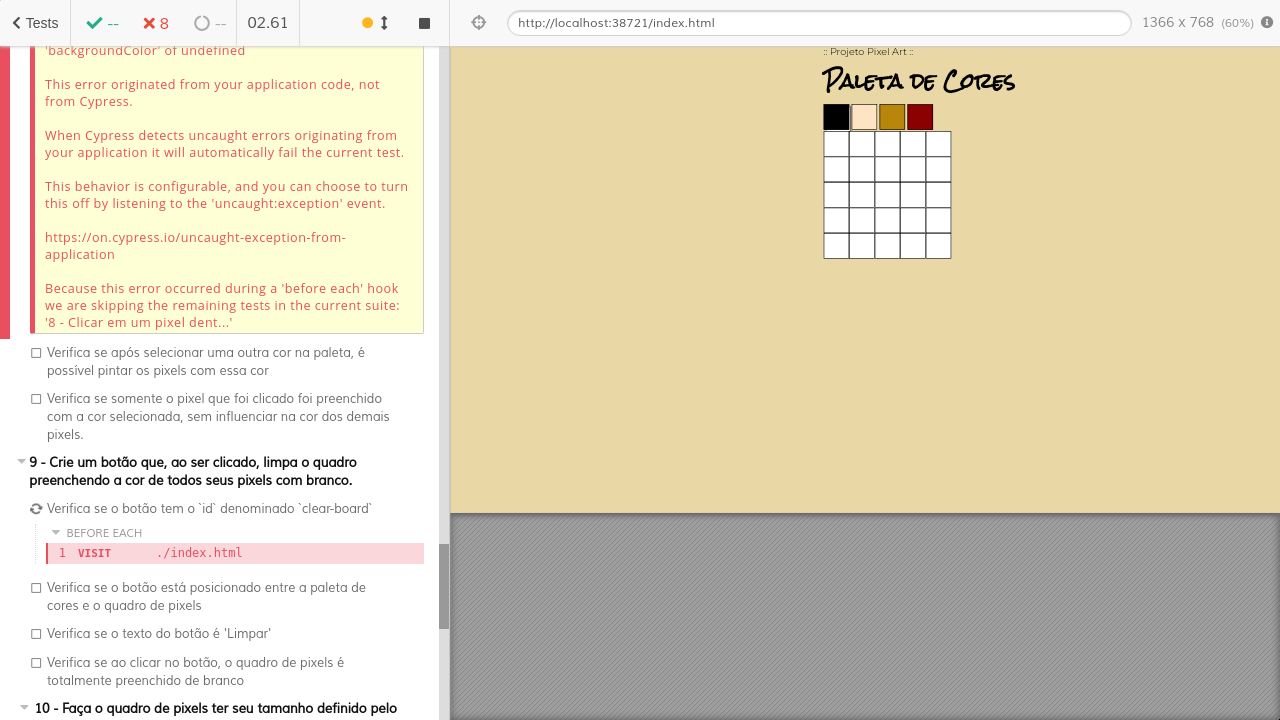 Tests
--
8
--
02.61
http://localhost:38721/index.html
1366 x 768 (60%)
'backgroundColor' of undefined
This error originated from your application code, not
from Cypress.
When Cypress detects uncaught errors originating from
your application it will automatically fail the current test.
This behavior is configurable, and you can choose to turn
this off by listening to the 'uncaught:exception' event.
https://on.cypress.io/uncaught-exception-from-
application
Because this error occurred during a 'before each' hook
we are skipping the remaining tests in the current suite:
'8 - Clicar em um pixel dent...'
Verifica se após selecionar uma outra cor na paleta, é
possível pintar os pixels com essa cor
Verifica se somente o pixel que foi clicado foi preenchido
com a cor selecionada, sem influenciar na cor dos demais
pixels.
9 - Crie um botão que, ao ser clicado, limpa o quadro
preenchendo a cor de todos seus pixels com branco.
Verifica se o botão tem o `id` denominado `clear-board`
BEFORE EACH
1 VISIT ./index.html
Verifica se o botão está posicionado entre a paleta de
cores e o quadro de pixels
Verifica se o texto do botão é 'Limpar'
Verifica se ao clicar no botão, o quadro de pixels é
totalmente preenchido de branco
10 - Faça o quadro de pixels ter seu tamanho definido pelo
:: Projeto Pixel Art ::
Paleta de Cores